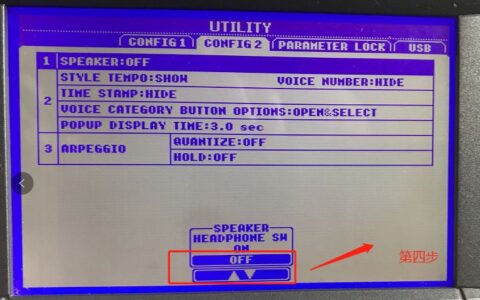 UTILITY
CONFIG 1 CONFIG 2 PARAMETER LOCK USB
1 SPEAKER:OFF
STYLE TEMPO:SHOW VOICE NUMBER:HIDE
2 TIME STAMP:HIDE
VOICE CATEGORY BUTTON OPTIONS:OPEN&SELECT
POPUP DISPLAY TIME:3.0 sec
3 ARPEGGIO QUANTIZE:OFF
HOLD:OFF
SPEAKER
HEADPHONE SW
ON
OFF
第四步